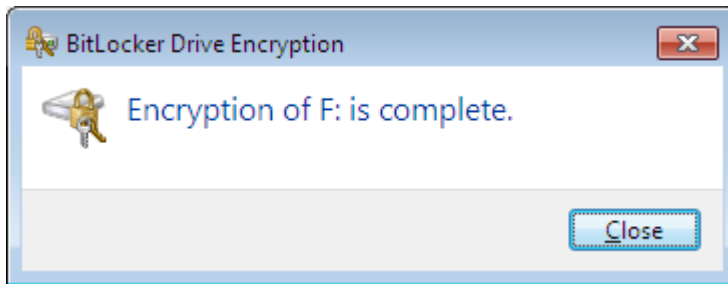 BitLocker Drive Encryption
Encryption of F: is complete.
Close